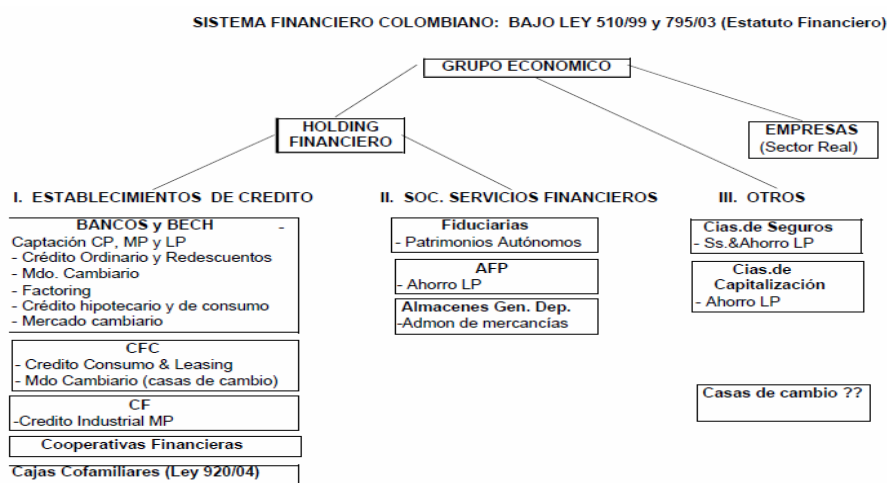 SISTEMA FINANCIERO COLOMBIANO: BAJO LEY 510/99 y 795/03 (Estatuto Financiero)
GRUPO ECONOMICO
HOLDING
FINANCIERO
EMPRESAS
(Sector Real)
I. ESTABLECIMIENTOS DE CREDITO
BANCOS y BECH -
Captación CP, MP y LP
- Crédito Ordinario y Redescuentos
- Mdo. Cambiario
- Factoring
- Crédito hipotecario y de consumo
- Mercado cambiario
CFC
- Credito Consumo & Leasing
- Mdo Cambiario (casas de cambio)
CF
-Credito Industrial MP
Cooperativas Financieras
Cajas Cofamiliares (Ley 920/04)
II. SOC. SERVICIOS FINANCIEROS
Fiduciarias
- Patrimonios Autónomos
AFP
- Ahorro LP
Almacenes Gen. Dep.
-Admon de mercancías
III. OTROS
Cias.de Seguros
- Ss.&Ahorro LP
Cias.de
Capitalización
- Ahorro LP
Casas de cambio ??